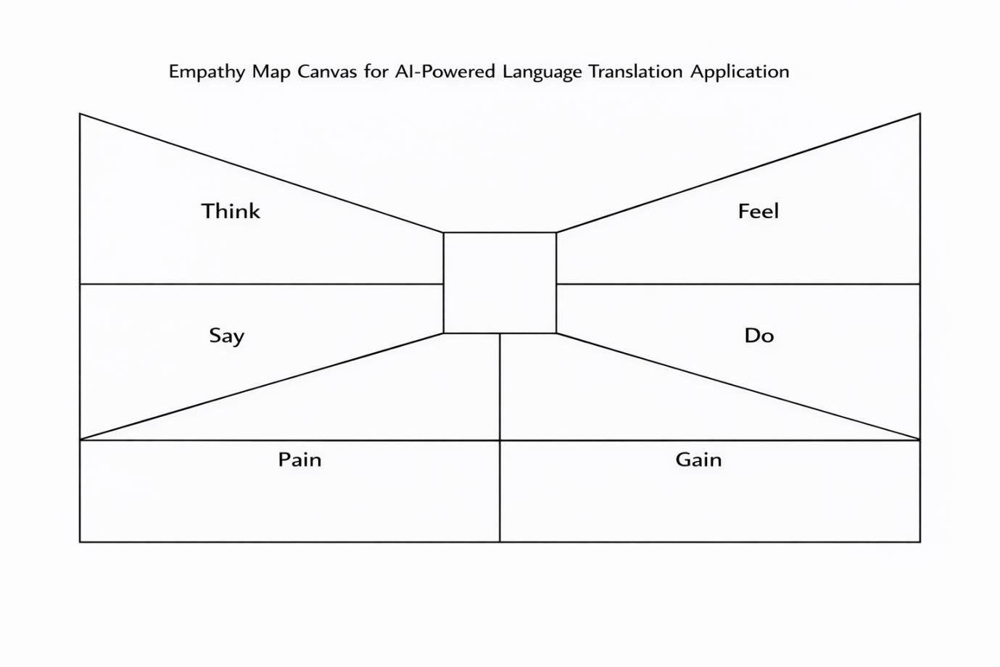 Empathy Map Canvas for AI-Powered Language Translation Application
Think
Feel
Say
Do
Pain
Gain